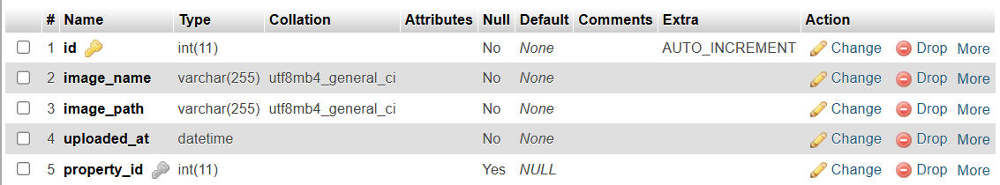 # Name Type Collation Attributes Null Default Comments Extra Action
1 id int(11) No None AUTO_INCREMENT Change Drop More
2 image_name varchar(255) utf8mb4_general_ci No None Change Drop More
3 image_path varchar(255) utf8mb4_general_ci No None Change Drop More
4 uploaded_at datetime No None Change Drop More
5 property_id int(11) Yes NULL Change Drop More